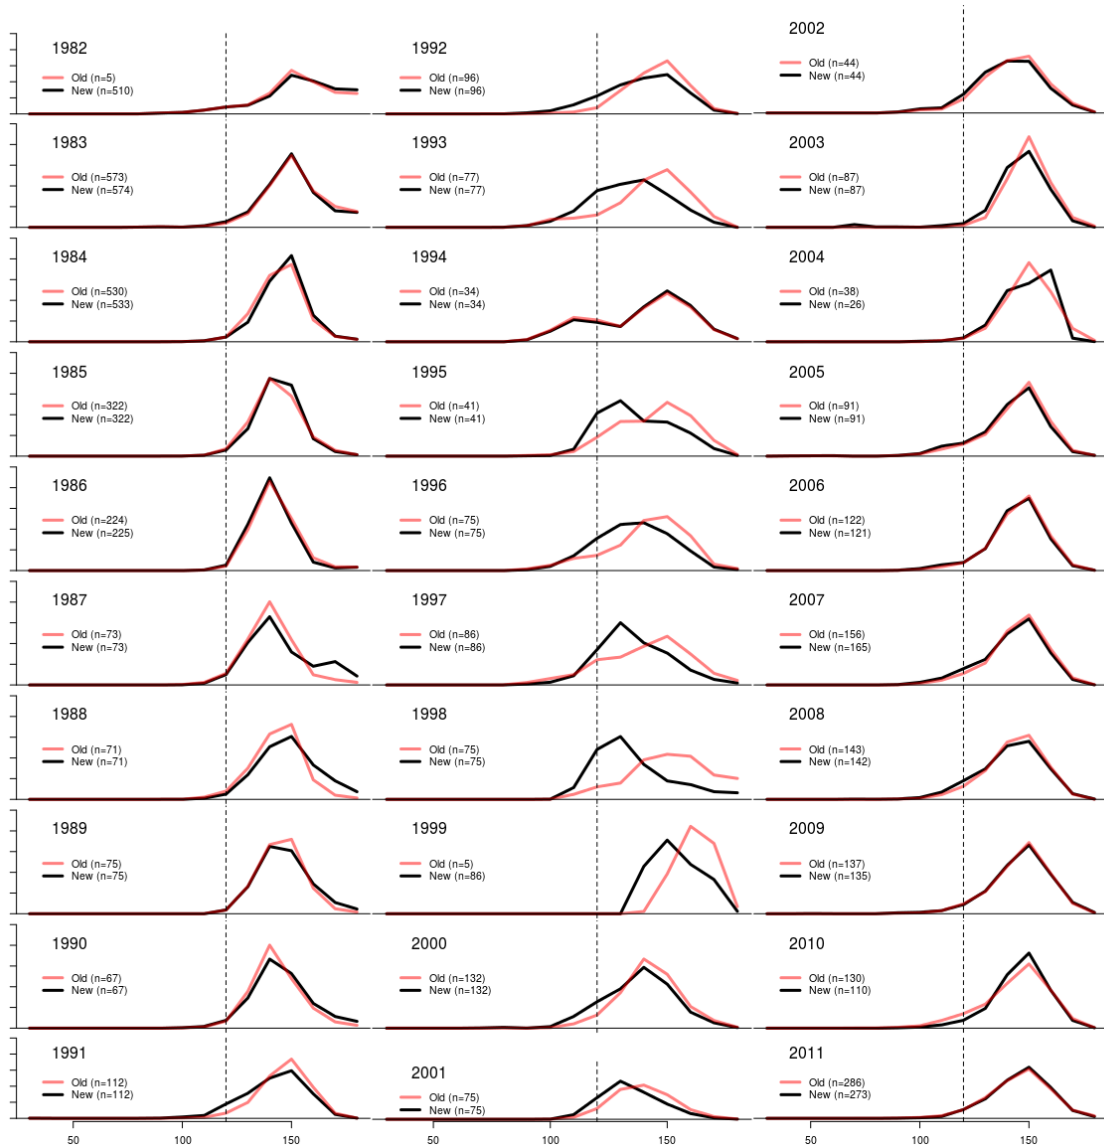 1982
Old (n=5)
New (n=510)
1983
Old (n=573)
New (n=574)
1984
Old (n=530)
New (n=533)
1985
Old (n=322)
New (n=322)
1986
Old (n=224)
New (n=225)
1987
Old (n=73)
New (n=73)
1988
Old (n=71)
New (n=71)
1989
Old (n=75)
New (n=75)
1990
Old (n=67)
New (n=67)
1991
Old (n=112)
New (n=112)
50 100 150
1992
Old (n=96)
New (n=96)
1993
Old (n=77)
New (n=77)
1994
Old (n=34)
New (n=34)
1995
Old (n=41)
New (n=41)
1996
Old (n=75)
New (n=75)
1997
Old (n=86)
New (n=86)
1998
Old (n=75)
New (n=75)
1999
Old (n=5)
New (n=86)
2000
Old (n=132)
New (n=132)
2001
Old (n=75)
New (n=75)
50 100 150
2002
Old (n=44)
New (n=44)
2003
Old (n=87)
New (n=87)
2004
Old (n=38)
New (n=26)
2005
Old (n=91)
New (n=91)
2006
Old (n=122)
New (n=121)
2007
Old (n=156)
New (n=165)
2008
Old (n=143)
New (n=142)
2009
Old (n=137)
New (n=135)
2010
Old (n=130)
New (n=110)
2011
Old (n=286)
New (n=273)
50 100 150